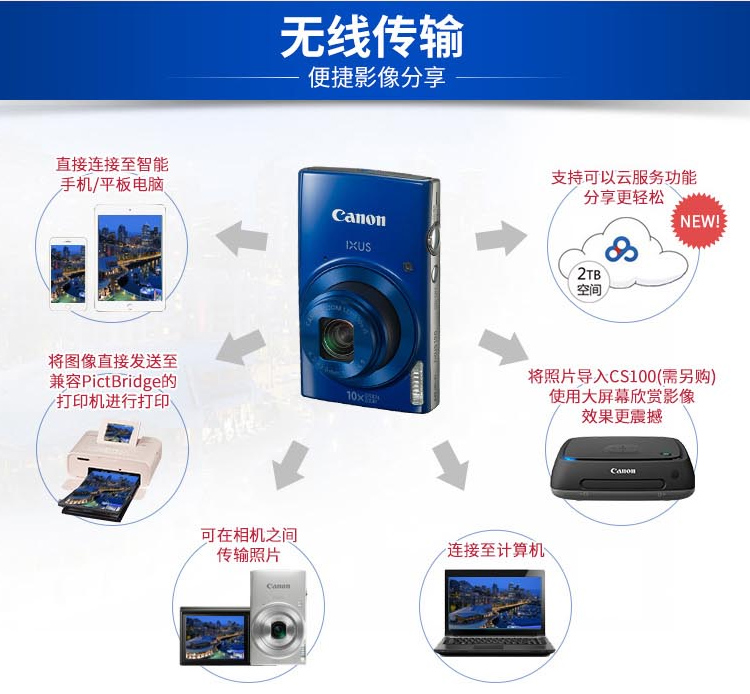 无线传输
便捷影像分享
直接连接至智能
手机/平板电脑
支持可以云服务功能
分享更轻松
NEW!
2TB
空间
Canon
IXUS
10x
将图像直接发送至
兼容PictBridge的
打印机进行打印
将照片导入CS100(需另购)
使用大屏幕欣赏影像
效果更震撼
Canon
可在相机之间
传输照片
Canon
连接至计算机